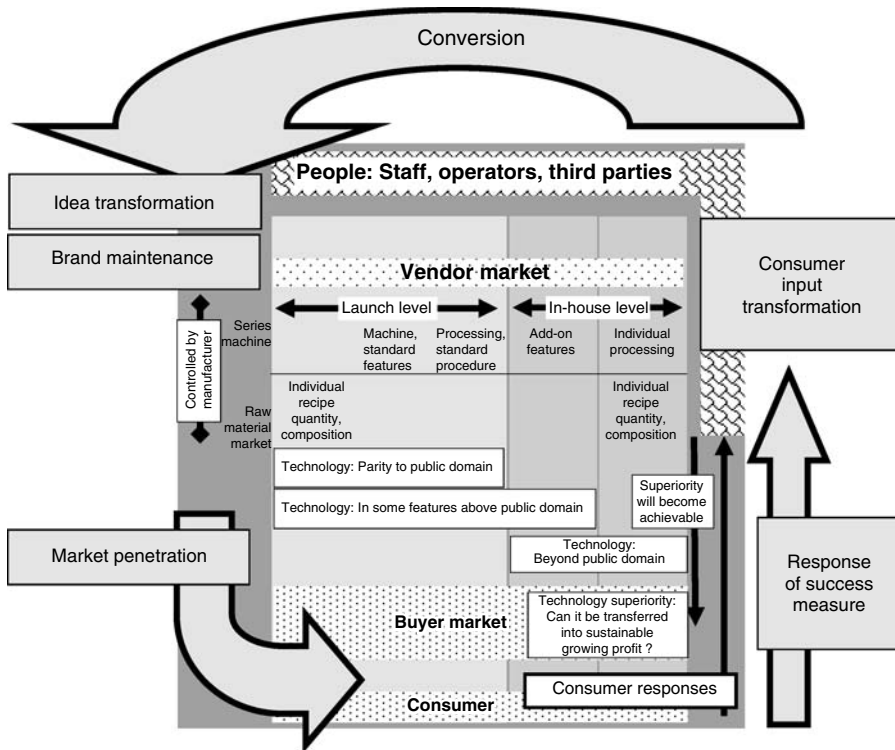 Conversion
People: Staff, operators, third parties
Idea transformation
Brand maintenance
Vendor market
Consumer
input
transformation
Launch level
In-house level
Controlled by
manufacturer
Series
machine
Machine,
standard
features
Processing,
standard
procedure
Add-on
features
Individual
processing
Raw
material
market
Individual
recipe
quantity,
composition
Individual
recipe
quantity,
composition
Technology: Parity to public domain
Technology: In some features above public domain
Superiority
will become
achievable
Market penetration
Technology:
Beyond public domain
Response
of success
measure
Buyer market
Technology superiority:
Can it be transferred
into sustainable
growing profit ?
Consumer responses
Consumer